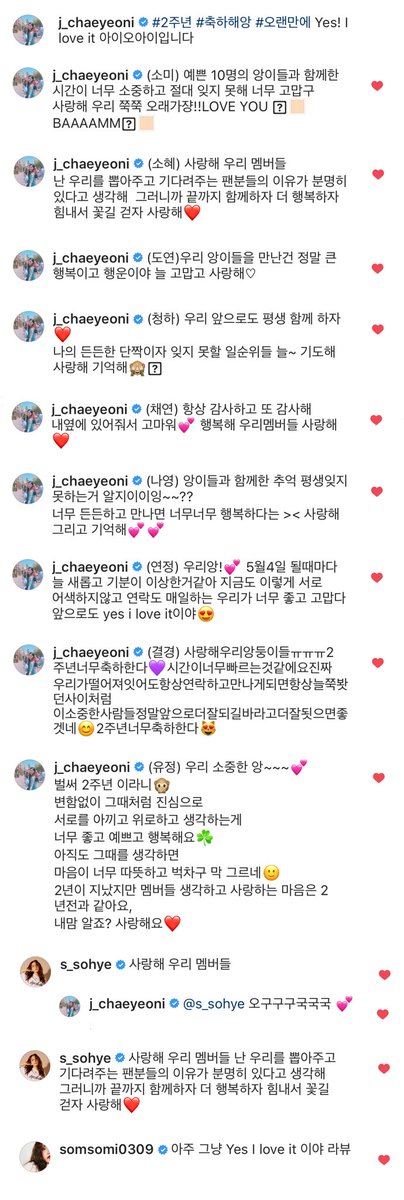 j_chaeyeoni #2주년 #축하해앙 #오랜만에 Yes! I
love it 아이오아이입니다
j_chaeyeoni (소미) 예쁜 10명의 앙이들과 함께한
시간이 너무 소중하고 절대 잊지 못해 너무 고맙구
사랑해 우리 쭉쭉 오래가쟝!!LOVE YOU
BAAAAMM
j_chaeyeoni (소혜) 사랑해 우리 멤버들
난 우리를 뽑아주고 기다려주는 팬분들의 이유가 분명히
있다고 생각해 그러니까 끝까지 함께하자 더 행복하자
힘내서 꽃길 걷자 사랑해❤️
j_chaeyeoni (도연)우리 앙이들을 만난건 정말 큰
행복이고 행운이야 늘 고맙고 사랑해♡
j_chaeyeoni (청하) 우리 앞으로도 평생 함께 하자
❤️
나의 든든한 단짝이자 잊지 못할 일순위들 늘~ 기도해
사랑해 기억해🙈
j_chaeyeoni (채연) 항상 감사하고 또 감사해
내옆에 있어줘서 고마워💕 행복해 우리멤버들 사랑해
❤️
j_chaeyeoni (나영) 앙이들과 함께한 추억 평생잊지
못하는거 알지이이잉~~??
너무 든든하고 만나면 너무너무 행복하다는 >< 사랑해
그리고 기억해💕💕
j_chaeyeoni (연정) 우리앙!💕 5월4일 될때마다
늘 새롭고 기분이 이상한거같아 지금도 이렇게 서로
어색하지않고 연락도 매일하는 우리가 너무 좋고 고맙다
앞으로도 yes i love it이야😍
j_chaeyeoni (결경) 사랑해우리앙둥이들ㅠㅠㅠ2
주년너무축하한다💜시간이너무빠르는것같에요진짜
우리가떨어져잇어도항상연락하고만나게되면항상늘쭉봣
던사이처럼
이소중한사람들정말앞으로더잘되길바라고더잘됫으면좋
겟네😊2주년너무축하한다😻
j_chaeyeoni (유정) 우리 소중한 앙~~~💕
벌써 2주년 이라니🙊
변함없이 그때처럼 진심으로
서로를 아끼고 위로하고 생각하는게
너무 좋고 예쁘고 행복해요☘️
아직도 그때를 생각하면
마음이 너무 따뜻하고 벅차구 막 그르네🙂
2년이 지났지만 멤버들 생각하고 사랑하는 마음은 2
년전과 같아요,
내맘 알죠? 사랑해요❤️
s_sohye 사랑해 우리 멤버들
j_chaeyeoni @s_sohye 오구구구국국국 💕
s_sohye 사랑해 우리 멤버들 난 우리를 뽑아주고
기다려주는 팬분들의 이유가 분명히 있다고 생각해
그러니까 끝까지 함께하자 더 행복하자 힘내서 꽃길
걷자 사랑해❤️
somsomi0309 아주 그냥 Yes I love it 이야 라뷰